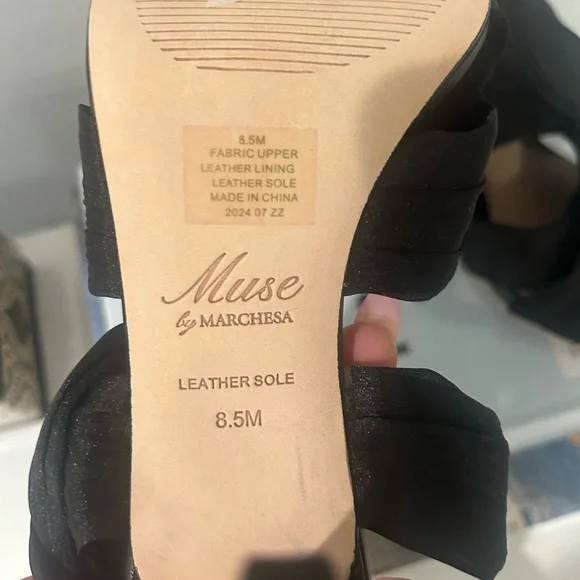 8.5M
FABRIC UPPER
LEATHER LINING
LEATHER SOLE
MADE IN CHINA
2024 07 ZZ
Muse
by MARCHESA
LEATHER SOLE
8.5M